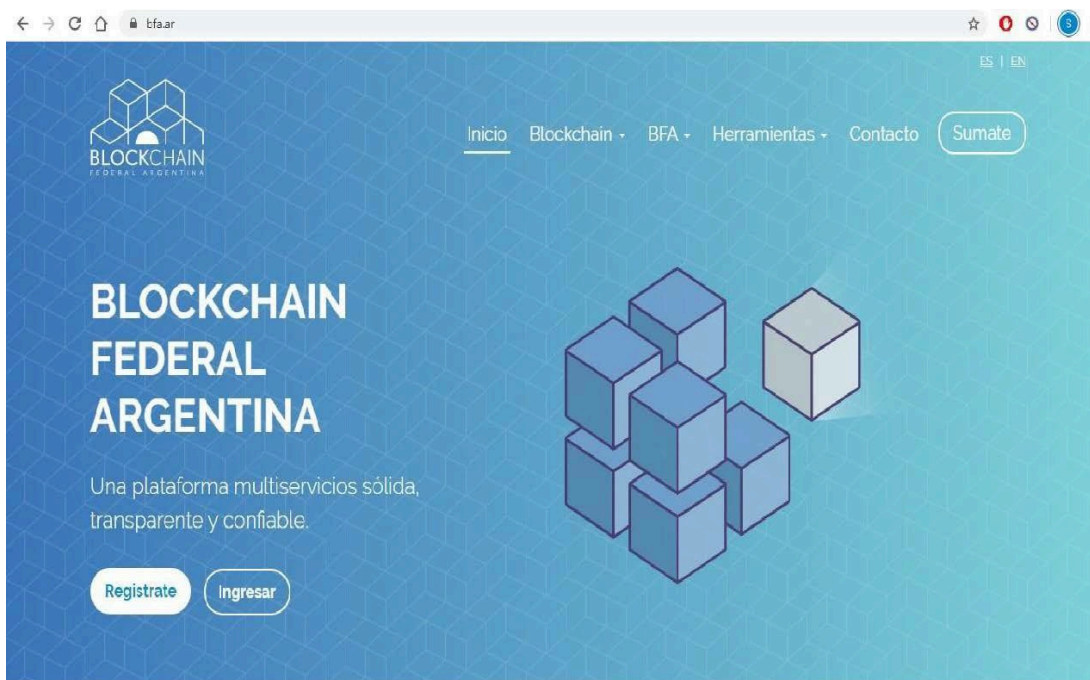 bfa.ar
S
ES | EN
BLOCKCHAIN
FEDERAL ARGENTINA
Inicio Blockchain BFA Herramientas Contacto Sumate
BLOCKCHAIN
FEDERAL
ARGENTINA
Una plataforma multiservicios sólida,
transparente y confiable.
Registrate Ingresar